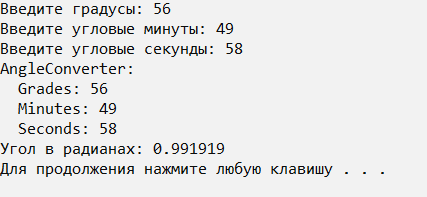 Введите градусы: 56
Введите угловые минуты: 49
Введите угловые секунды: 58
AngleConverter:
  Grades: 56
  Minutes: 49
  Seconds: 58
Угол в радианах: 0.991919
Для продолжения нажмите любую клавишу . . .